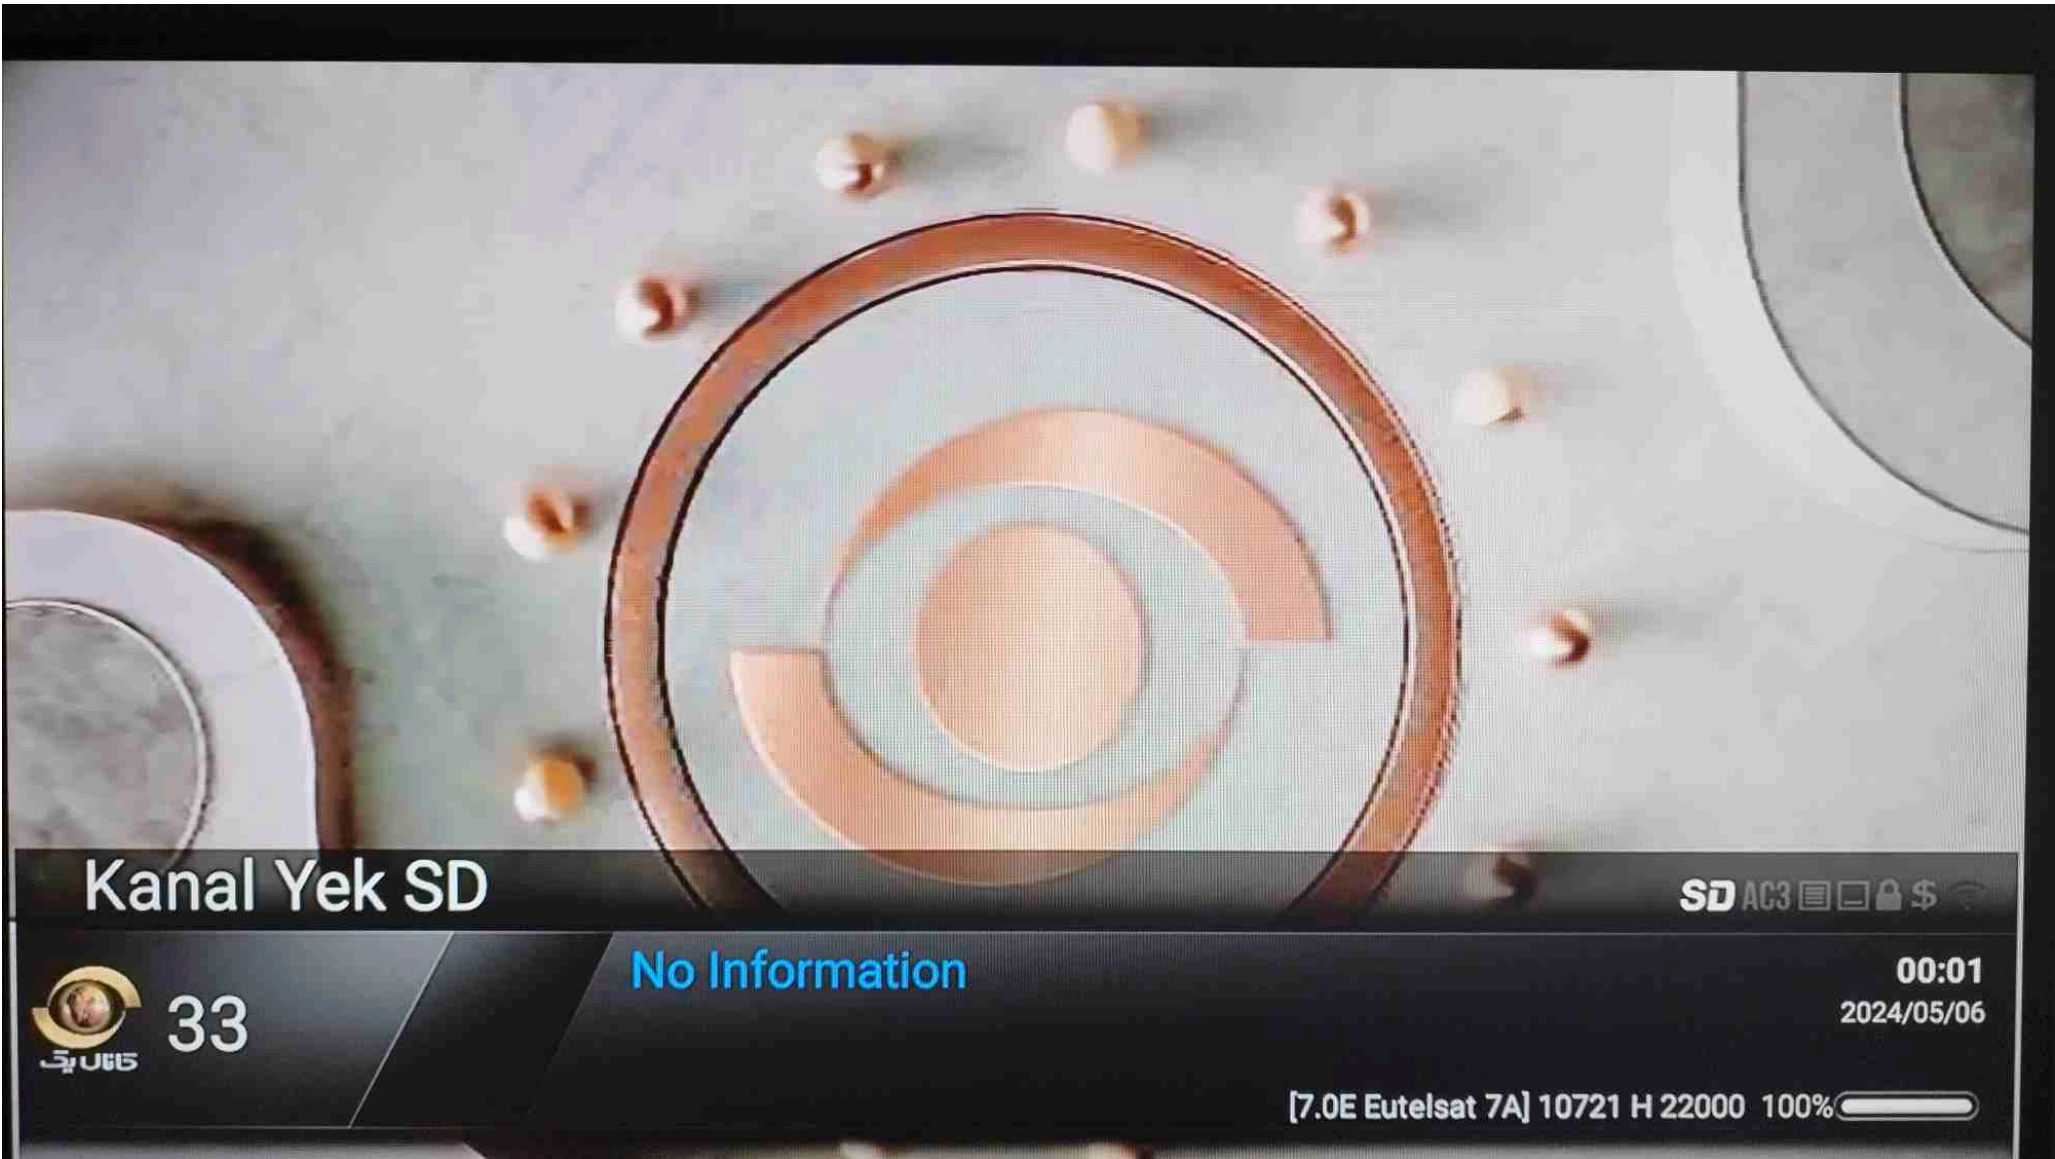 Kanal Yek SD
SD AC3 $
No Information
00:01
33
2024/05/06
کانال یک
[7.0E Eutelsat 7A] 10721 H 22000 100%